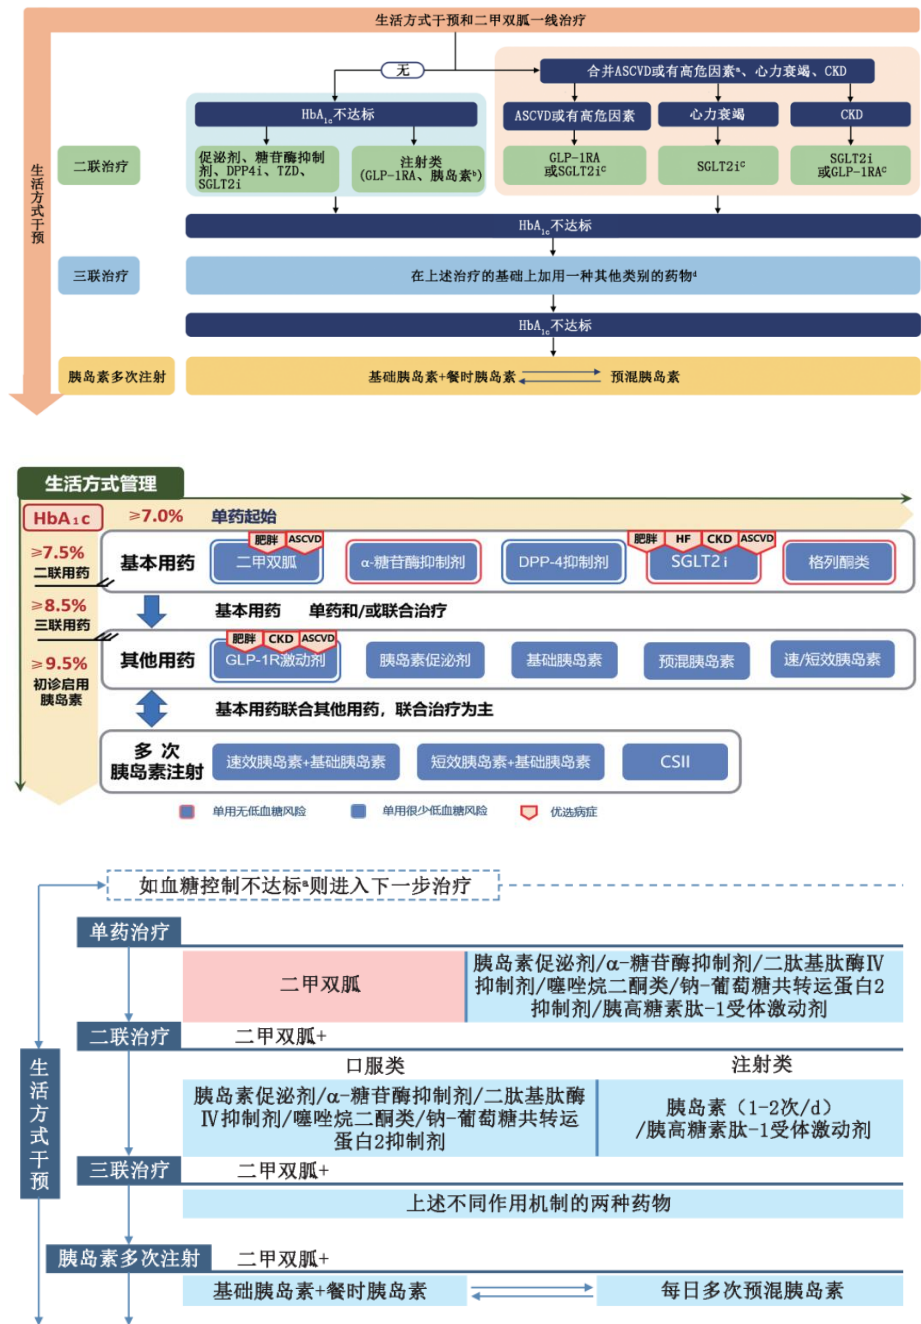 生活方式干预和二甲双胍一线治疗
无
合并ASCVD或有高危因素ᵃ、心力衰竭、CKD
HbA₁c不达标
ASCVD或有高危因素
心力衰竭
CKD
生活方式干预
二联治疗
促泌剂、糖苷酶抑制
剂、DPP4i、TZD、
SGLT2i
注射类
(GLP-1RA、胰岛素ᵇ)
GLP-1RA
或SGLT2iᶜ
SGLT2iᶜ
SGLT2i
或GLP-1RAᶜ
HbA₁c不达标
三联治疗
在上述治疗的基础上加用一种其他类别的药物ᵈ
HbA₁c不达标
胰岛素多次注射
基础胰岛素+餐时胰岛素
预混胰岛素
生活方式管理
HbA₁c
≥7.0%
单药起始
≥7.5%
二联用药
基本用药
肥胖
ASCVD
二甲双胍
α-糖苷酶抑制剂
DPP-4抑制剂
肥胖
HF
CKD
ASCVD
SGLT2i
格列酮类
≥8.5%
三联用药
基本用药 单药和/或联合治疗
≥9.5%
初诊启用
胰岛素
其他用药
肥胖
CKD
ASCVD
GLP-1R激动剂
胰岛素促泌剂
基础胰岛素
预混胰岛素
速/短效胰岛素
基本用药联合其他用药，联合治疗为主
多 次
胰岛素注射
速效胰岛素+基础胰岛素
短效胰岛素+基础胰岛素
CSII
单用无低血糖风险
单用很少低血糖风险
优选病症
如血糖控制不达标ᵃ则进入下一步治疗
单药治疗
二甲双胍
胰岛素促泌剂/α-糖苷酶抑制剂/二肽基肽酶Ⅳ
抑制剂/噻唑烷二酮类/钠-葡萄糖共转运蛋白2
抑制剂/胰高糖素肽-1受体激动剂
二联治疗
二甲双胍+
生活方式干预
口服类
注射类
胰岛素促泌剂/α-糖苷酶抑制剂/二肽基肽酶
Ⅳ抑制剂/噻唑烷二酮类/钠-葡萄糖共转运
蛋白2抑制剂
胰岛素（1-2次/d）
/胰高糖素肽-1受体激动剂
三联治疗
二甲双胍+
上述不同作用机制的两种药物
胰岛素多次注射
二甲双胍+
基础胰岛素+餐时胰岛素
每日多次预混胰岛素